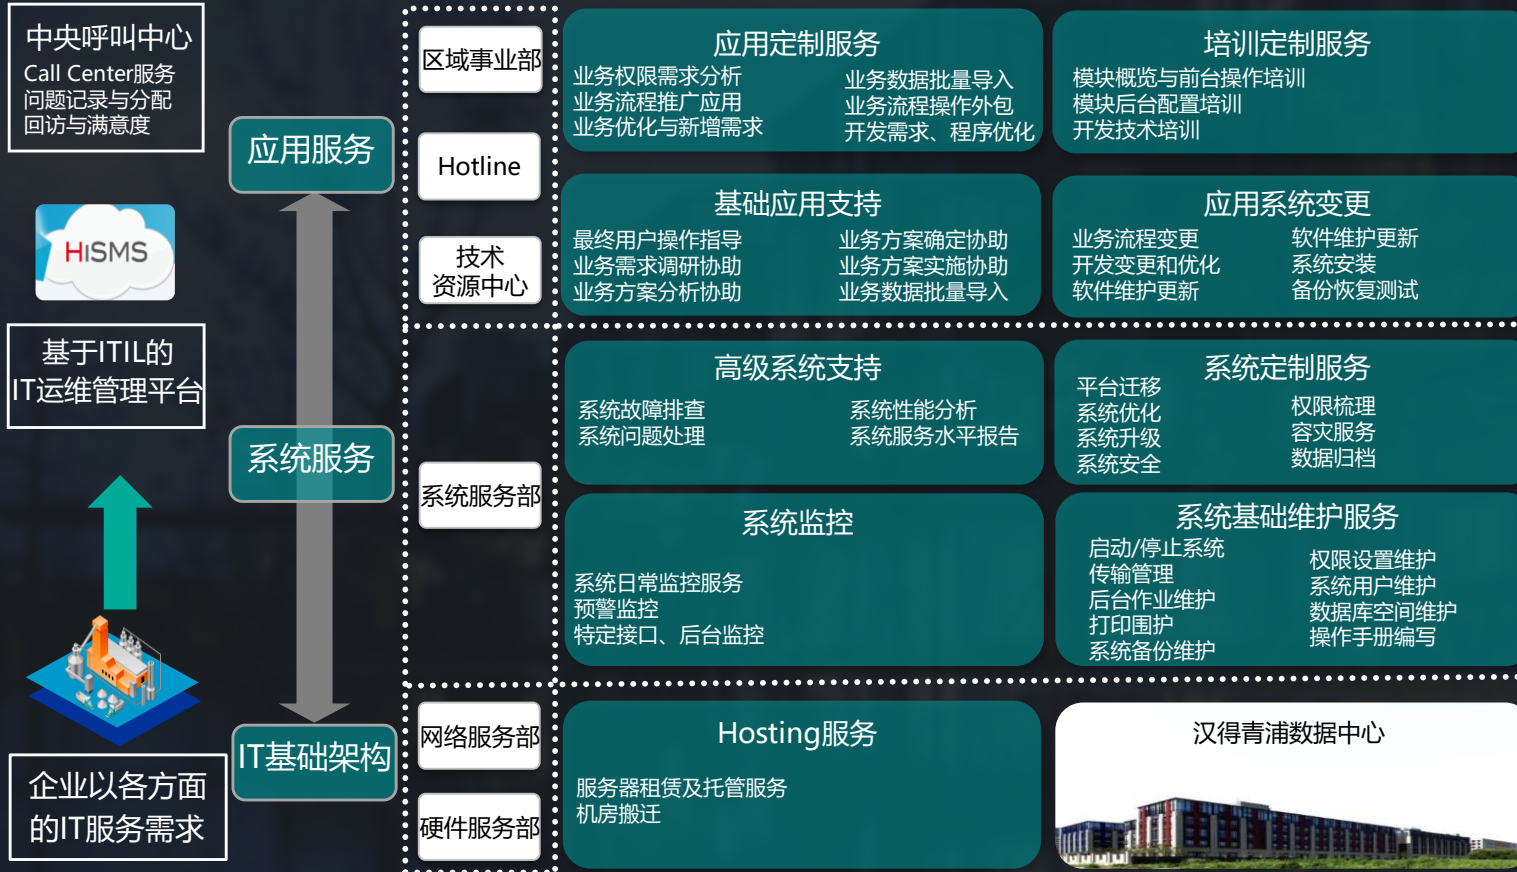 中央呼叫中心
Call Center服务
问题记录与分配
回访与满意度
HiSMS
基于ITIL的
IT运维管理平台
企业以各方面
的IT服务需求
应用服务
系统服务
IT基础架构
区域事业部
Hotline
技术
资源中心
系统服务部
网络服务部
硬件服务部
应用定制服务
业务权限需求分析
业务流程推广应用
业务优化与新增需求
业务数据批量导入
业务流程操作外包
开发需求、程序优化
培训定制服务
模块概览与前台操作培训
模块后台配置培训
开发技术培训
基础应用支持
最终用户操作指导
业务需求调研协助
业务方案分析协助
业务方案确定协助
业务方案实施协助
业务数据批量导入
应用系统变更
业务流程变更
开发变更和优化
软件维护更新
软件维护更新
系统安装
备份恢复测试
高级系统支持
系统故障排查
系统问题处理
系统性能分析
系统服务水平报告
系统定制服务
平台迁移
系统优化
系统升级
系统安全
权限梳理
容灾服务
数据归档
系统监控
系统日常监控服务
预警监控
特定接口、后台监控
系统基础维护服务
启动/停止系统
传输管理
后台作业维护
打印围护
系统备份维护
权限设置维护
系统用户维护
数据库空间维护
操作手册编写
Hosting服务
服务器租赁及托管服务
机房搬迁
汉得青浦数据中心